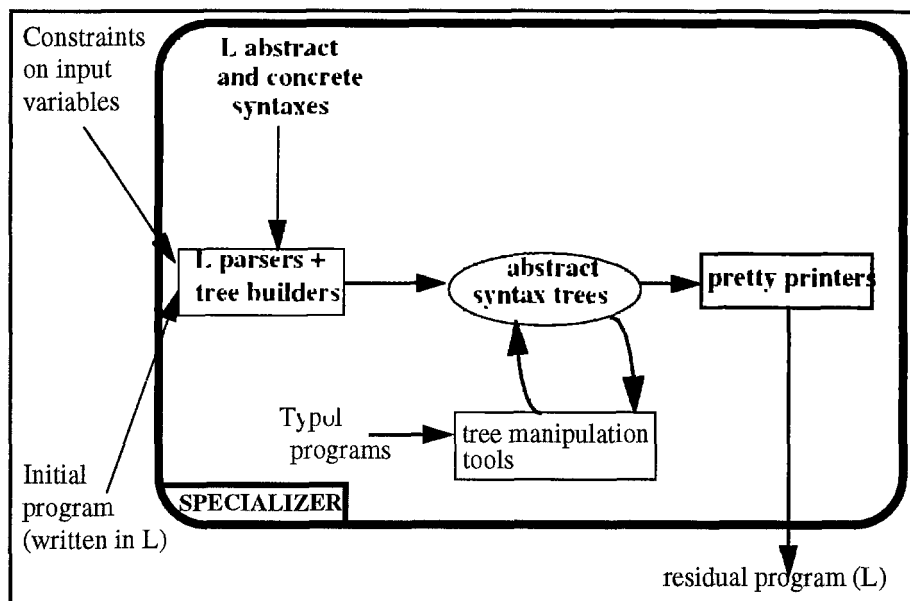 Constraints
on input
variables
L abstract
and concrete
syntaxes
L parsers +
tree builders
abstract
syntax trees
pretty printers
Typol
programs
tree manipulation
tools
Initial
program
(written in L)
SPECIALIZER
residual program (L)